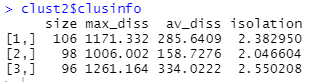 > clust2$clusinfo
size max_diss av_diss isolation
[1,] 106 1171.332 285.6409 2.382950
[2,] 98 1006.002 158.7276 2.046604
[3,] 96 1261.164 334.0222 2.550208